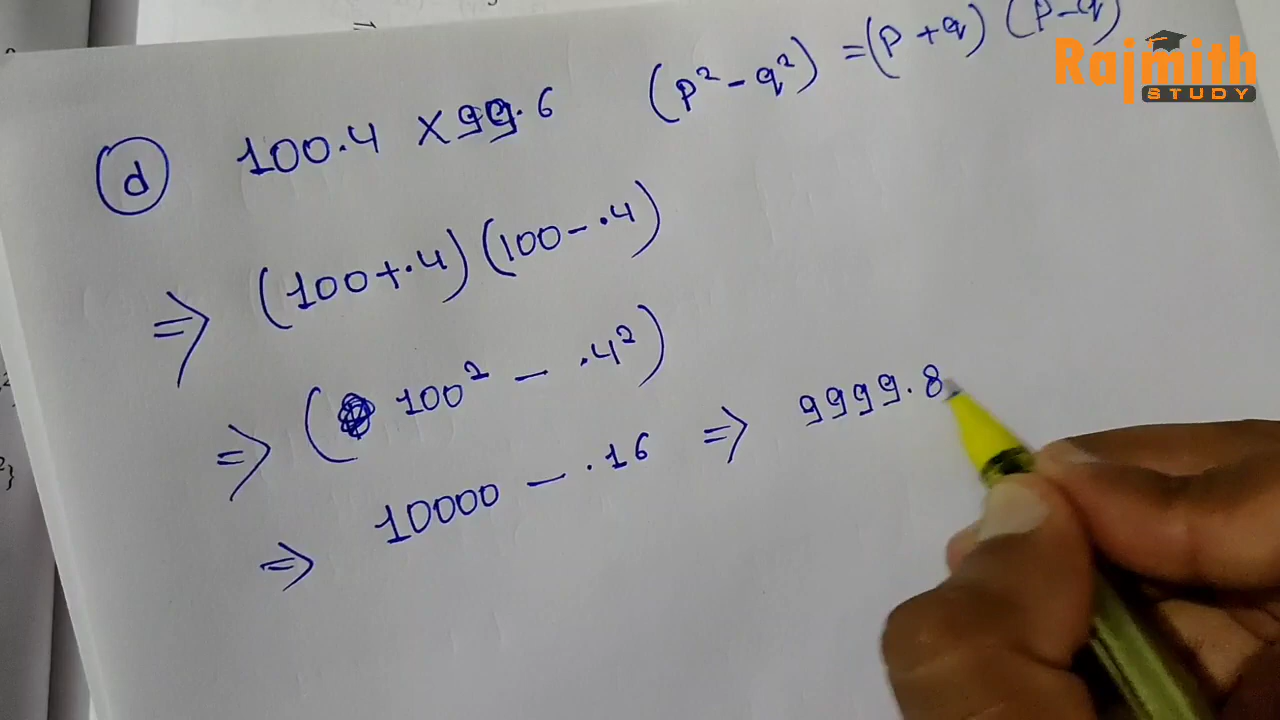 (p² - q²) = (p + q) (p - q)
Rajmith
STUDY
d 100.4 × 99.6
⇒ (100 + .4) (100 - .4)
⇒ ( 100² - .4²)
⇒ 10000 - .16 ⇒ 9999.8
⇒